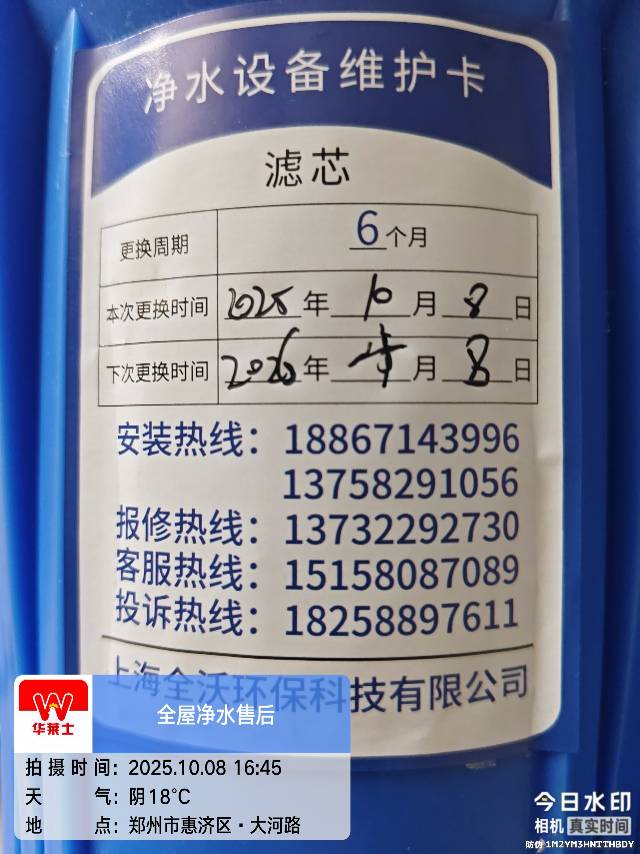 净水设备维护卡
滤芯
更换周期 6个月
本次更换时间 2025年10月8日
下次更换时间 2026年4月8日
安装热线：18867143996
13758291056
报修热线：13732292730
客服热线：15158087089
投诉热线：18258897611
上海全沃环保科技有限公司
华莱士
全屋净水售后
拍摄时间：2025.10.08 16:45
天气：阴18℃
地点：郑州市惠济区·大河路
今日水印
相机 真实时间
防伪 1M2YM3HNTTHBDY